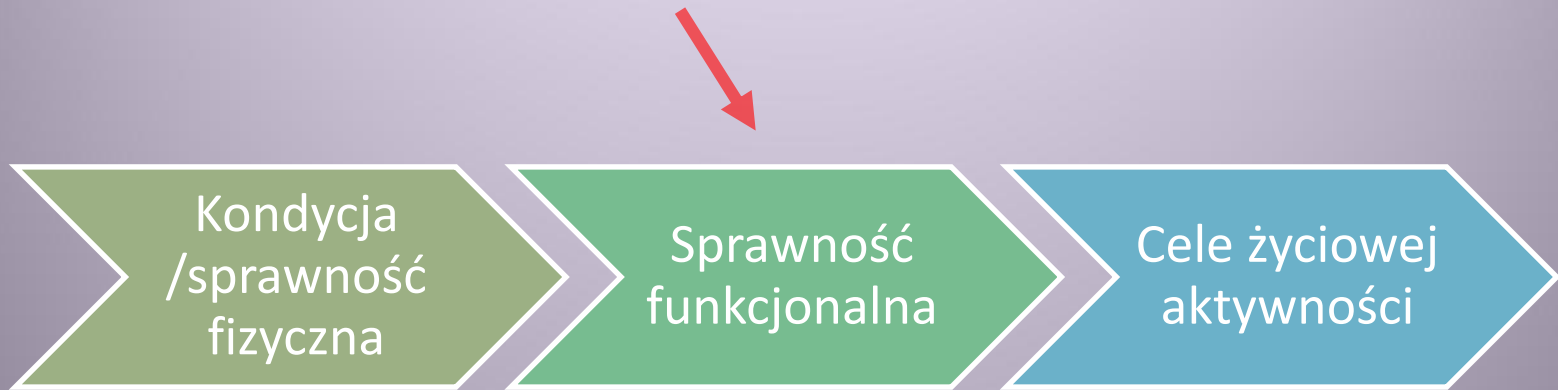 Kondycja
/sprawność
fizyczna
Sprawność
funkcjonalna
Cele życiowej
aktywności